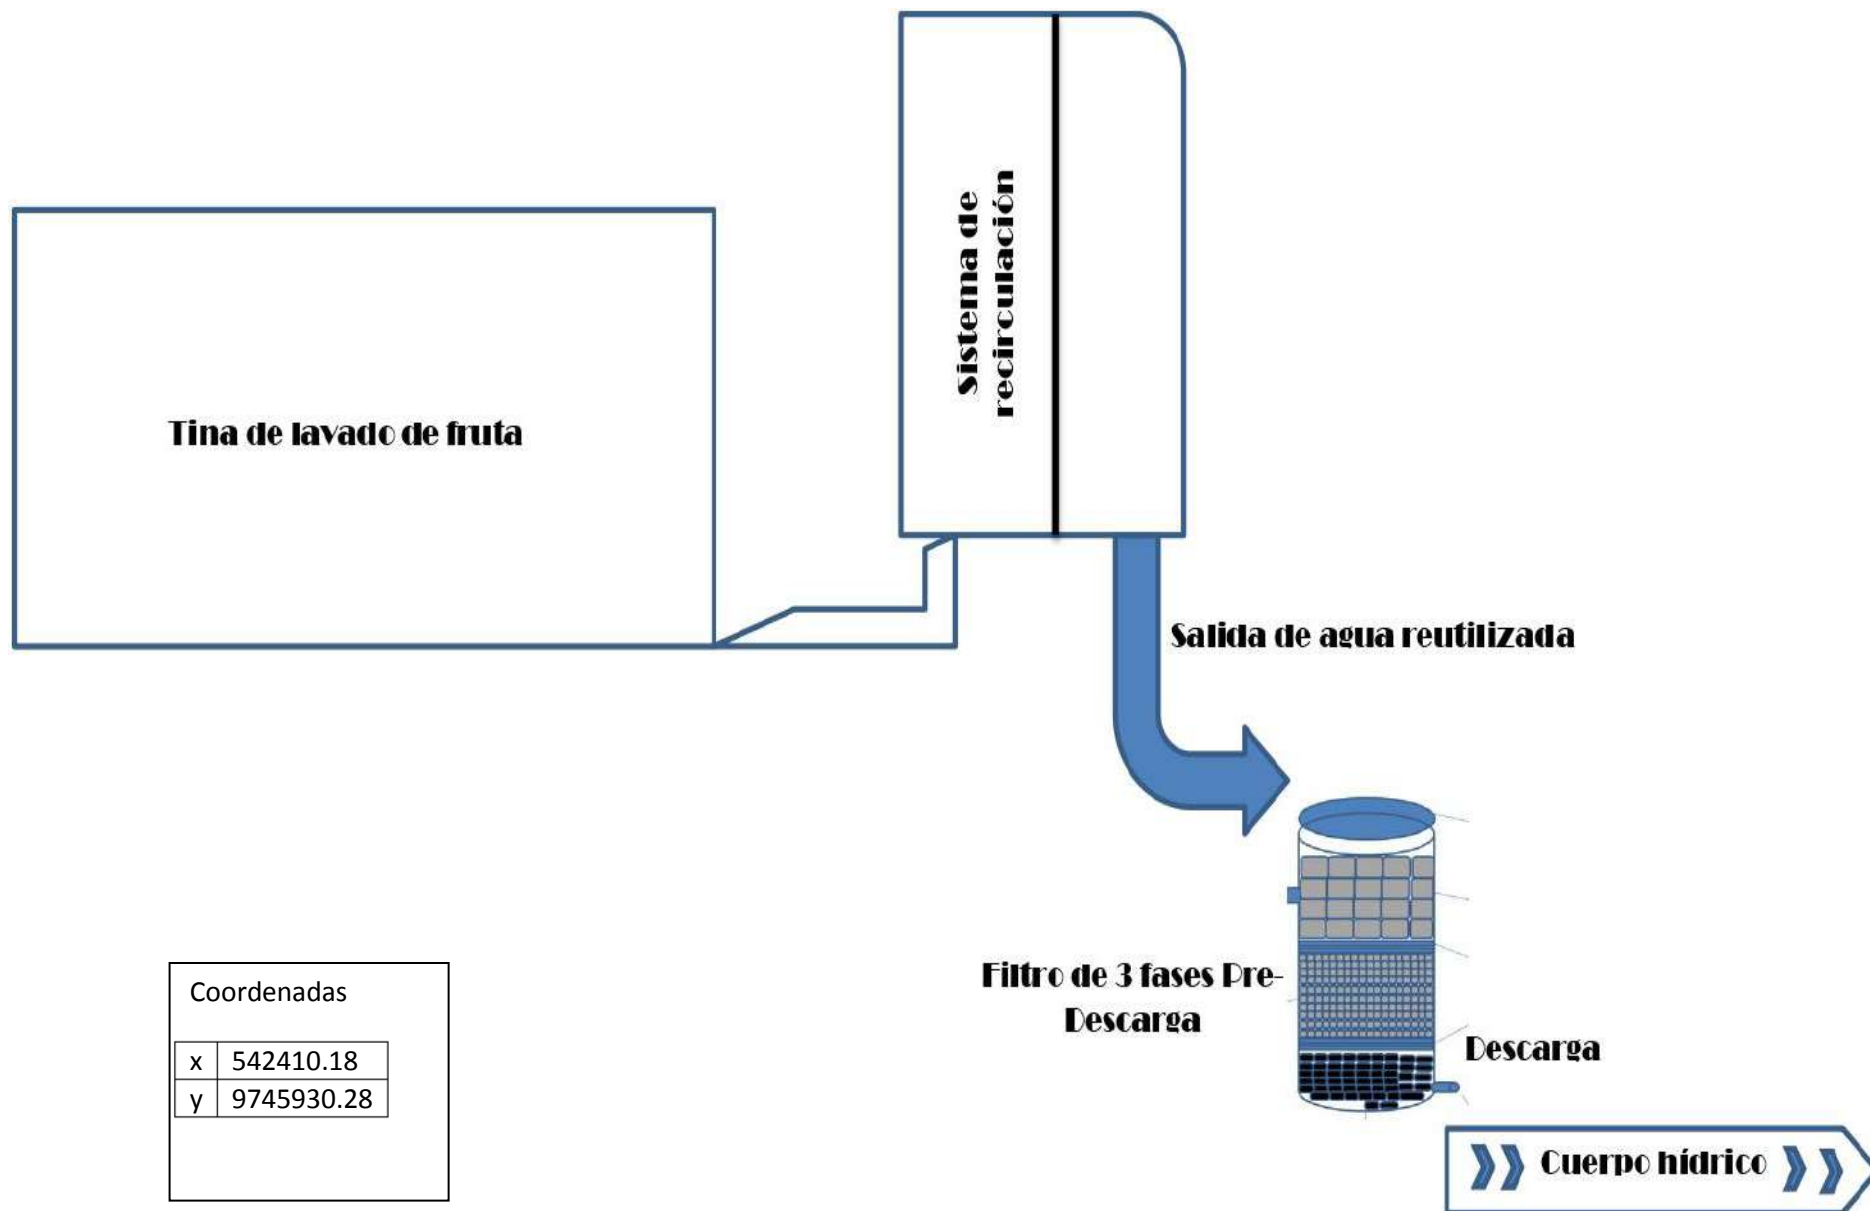 Sistema de
recirculación
Tina de lavado de fruta
Salida de agua reutilizada
Filtro de 3 fases Pre-
Descarga
Descarga
Cuerpo hídrico
Coordenadas
x 542410.18
y 9745930.28